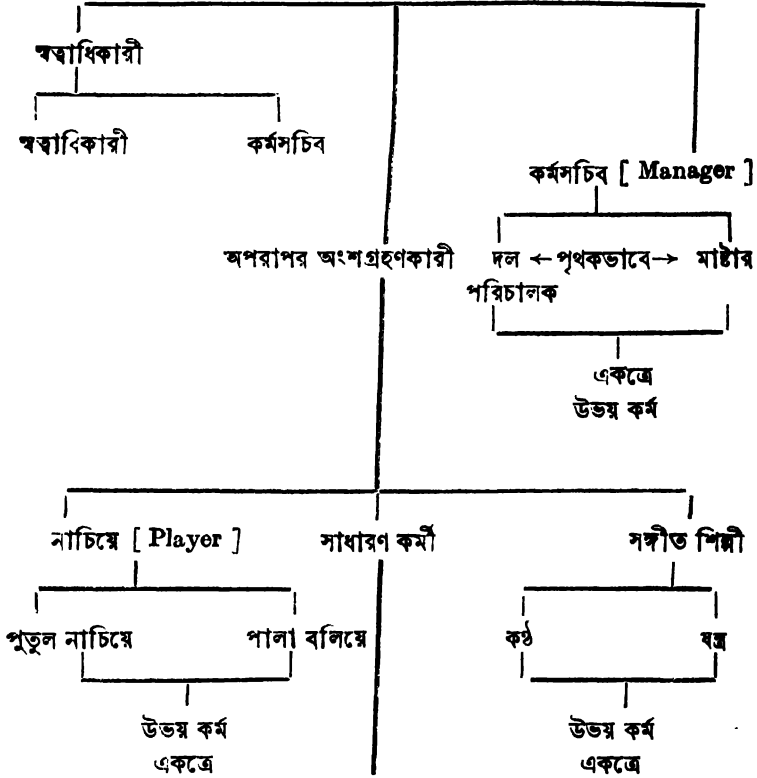 স্বত্বাধিকারী
স্বত্বাধিকারী কর্মসচিব
কর্মসচিব [ Manager ]
অপরাপর অংশগ্রহণকারী দল ←পৃথকভাবে→ মাষ্টার
পরিচালক
একত্রে
উভয় কর্ম
নাচিয়ে [ Player ] সাধারণ কর্মী সঙ্গীত শিল্পী
পুতুল নাচিয়ে পালা বলিয়ে কণ্ঠ যন্ত্র
উভয় কর্ম উভয় কর্ম
একত্রে একত্রে